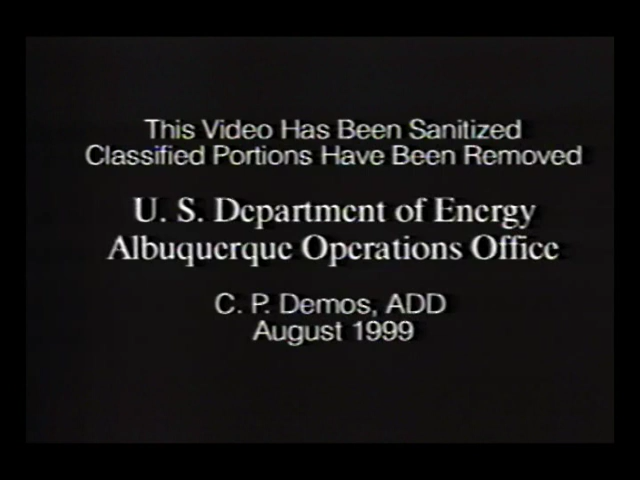 This Video Has Been Sanitized
Classified Portions Have Been Removed
U. S. Department of Energy
Albuquerque Operations Office
C. P. Demos, ADD
August 1999